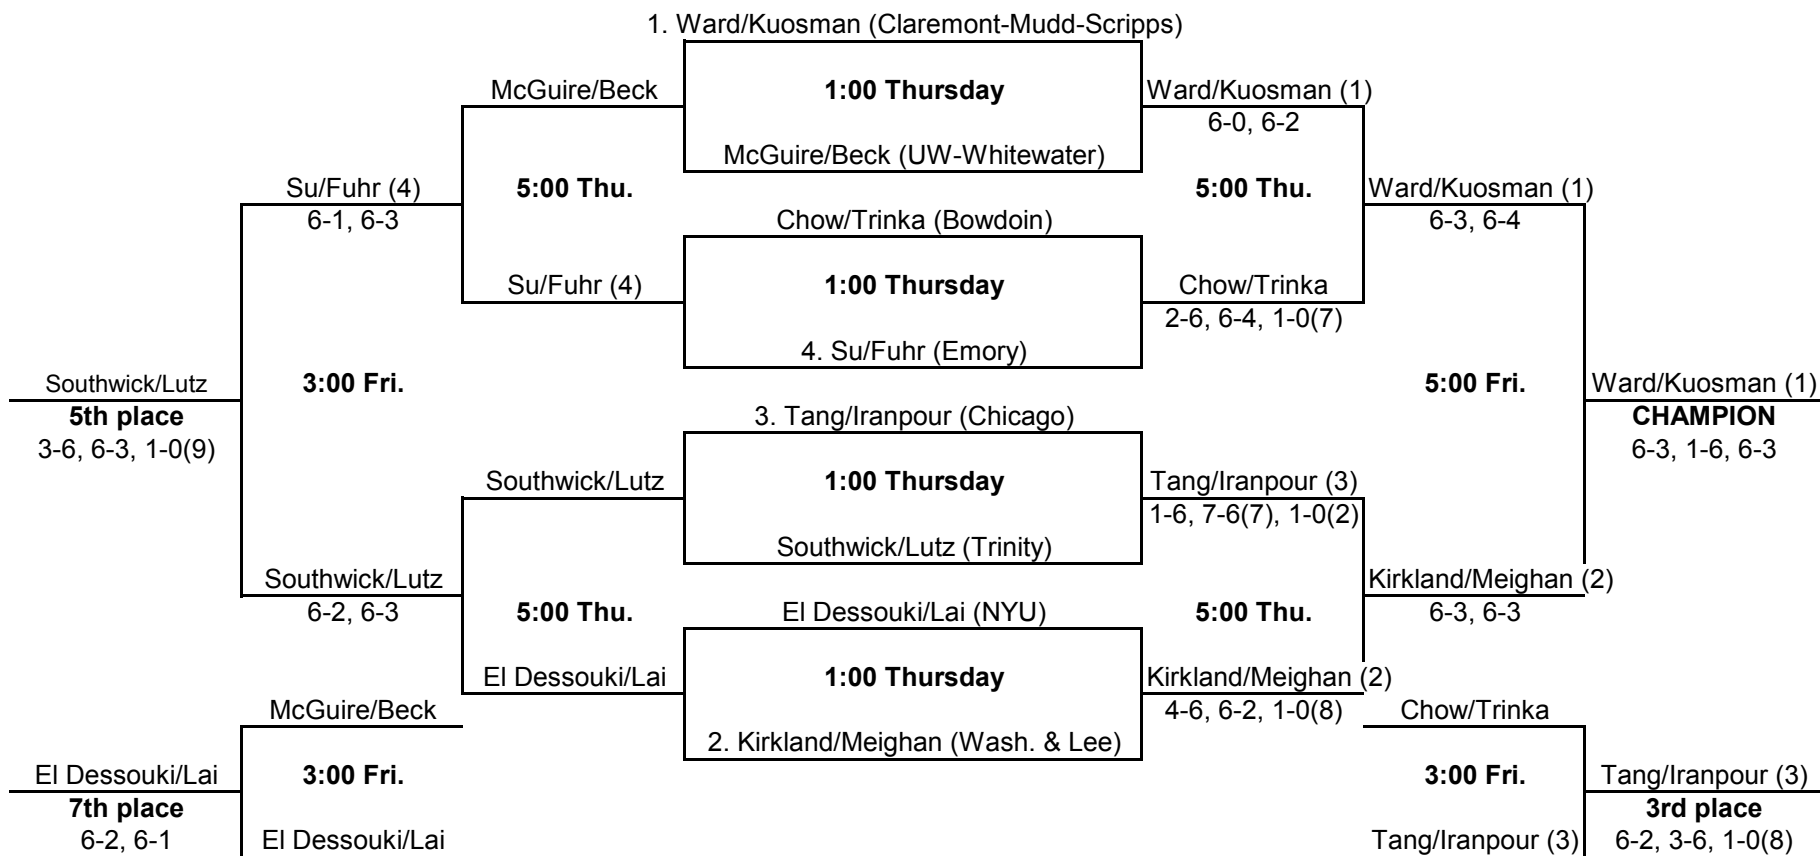 1. Ward/Kuosman (Claremont-Mudd-Scripps)
McGuire/Beck 1:00 Thursday Ward/Kuosman (1)
6-0, 6-2
McGuire/Beck (UW-Whitewater)
Su/Fuhr (4) 5:00 Thu. 5:00 Thu. Ward/Kuosman (1)
6-1, 6-3 Chow/Trinka (Bowdoin) 6-3, 6-4
Su/Fuhr (4) 1:00 Thursday Chow/Trinka
2-6, 6-4, 1-0(7)
4. Su/Fuhr (Emory)
Southwick/Lutz 3:00 Fri. 5:00 Fri. Ward/Kuosman (1)
5th place 3. Tang/Iranpour (Chicago) CHAMPION
3-6, 6-3, 1-0(9) 6-3, 1-6, 6-3
Southwick/Lutz 1:00 Thursday Tang/Iranpour (3)
1-6, 7-6(7), 1-0(2)
Southwick/Lutz (Trinity)
Southwick/Lutz Kirkland/Meighan (2)
6-2, 6-3 5:00 Thu. El Dessouki/Lai (NYU) 5:00 Thu. 6-3, 6-3
El Dessouki/Lai 1:00 Thursday Kirkland/Meighan (2)
McGuire/Beck 4-6, 6-2, 1-0(8) Chow/Trinka
2. Kirkland/Meighan (Wash. & Lee)
El Dessouki/Lai 3:00 Fri. 3:00 Fri. Tang/Iranpour (3)
7th place 3rd place
6-2, 6-1 El Dessouki/Lai Tang/Iranpour (3) 6-2, 3-6, 1-0(8)